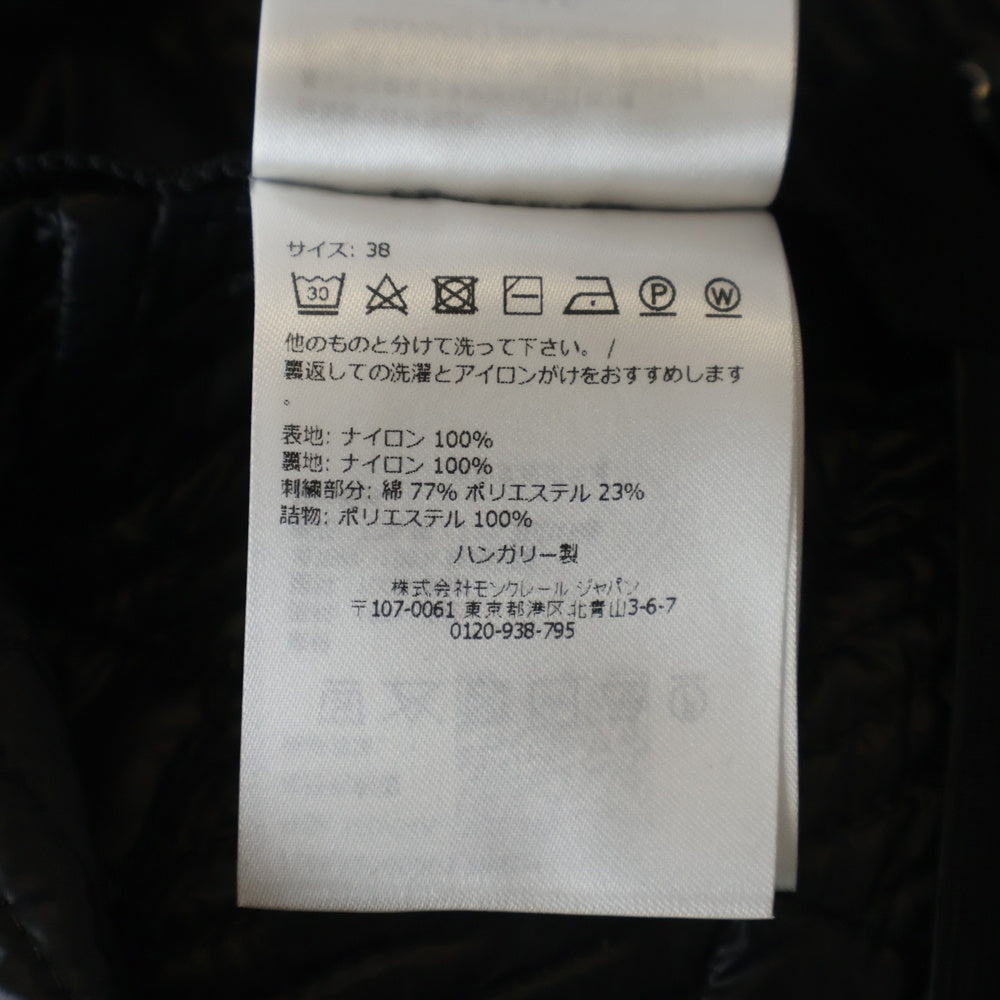 サイズ: 38
30 P W
他のものと分けて洗って下さい。 /
裏返しての洗濯とアイロンがけをおすすめします
。
表地: ナイロン 100%
裏地: ナイロン 100%
刺繍部分: 綿 77% ポリエステル 23%
詰物: ポリエステル 100%
ハンガリー製
株式会社モンクレール ジャパン
〒107-0061 東京都港区北青山3-6-7
0120-938-795